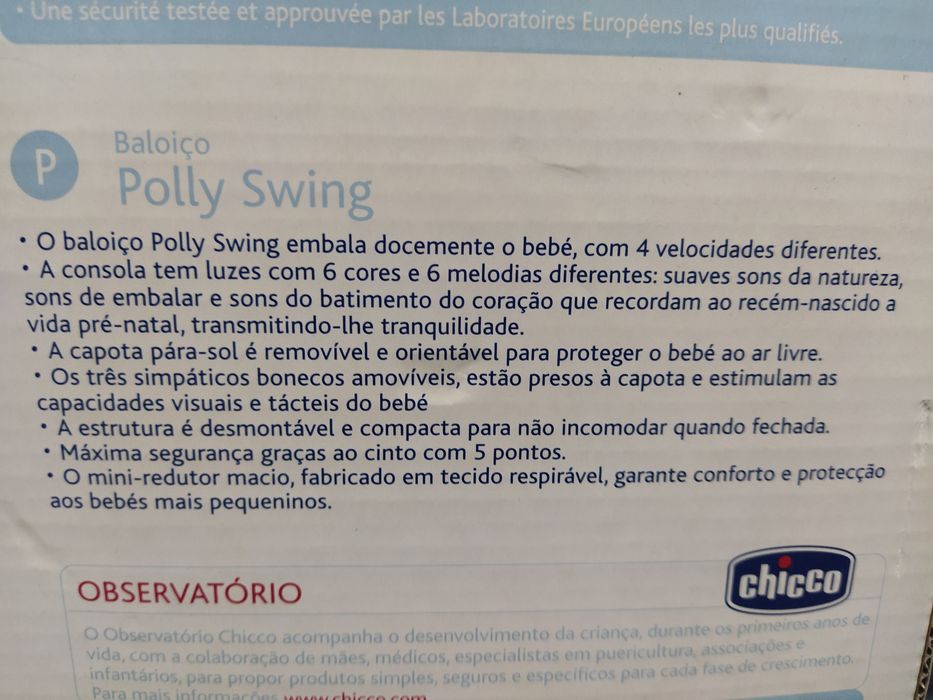 • Une sécurité testée et approuvée par les Laboratoires Européens les plus qualifiés.
P
Baloiço
Polly Swing
• O baloiço Polly Swing embala docemente o bebé, com 4 velocidades diferentes.
• A consola tem luzes com 6 cores e 6 melodias diferentes: suaves sons da natureza,
sons de embalar e sons do batimento do coração que recordam ao recém-nascido a
vida pré-natal, transmitindo-lhe tranquilidade.
• A capota pára-sol é removível e orientável para proteger o bebé ao ar livre.
• Os três simpáticos bonecos amovíveis, estão presos à capota e estimulam as
capacidades visuais e tácteis do bebé
• A estrutura é desmontável e compacta para não incomodar quando fechada.
• Máxima segurança graças ao cinto com 5 pontos.
• O mini-redutor macio, fabricado em tecido respirável, garante conforto e protecção
aos bebés mais pequeninos.
chicco
OBSERVATÓRIO
O Observatório Chicco acompanha o desenvolvimento da criança, durante os primeiros anos de
vida, com a colaboração de mães, médicos, especialistas em puericultura, associações e
infantários, para propor produtos simples, seguros e específicos para cada fase de crescimento.
Para mais informações www.chicco.com